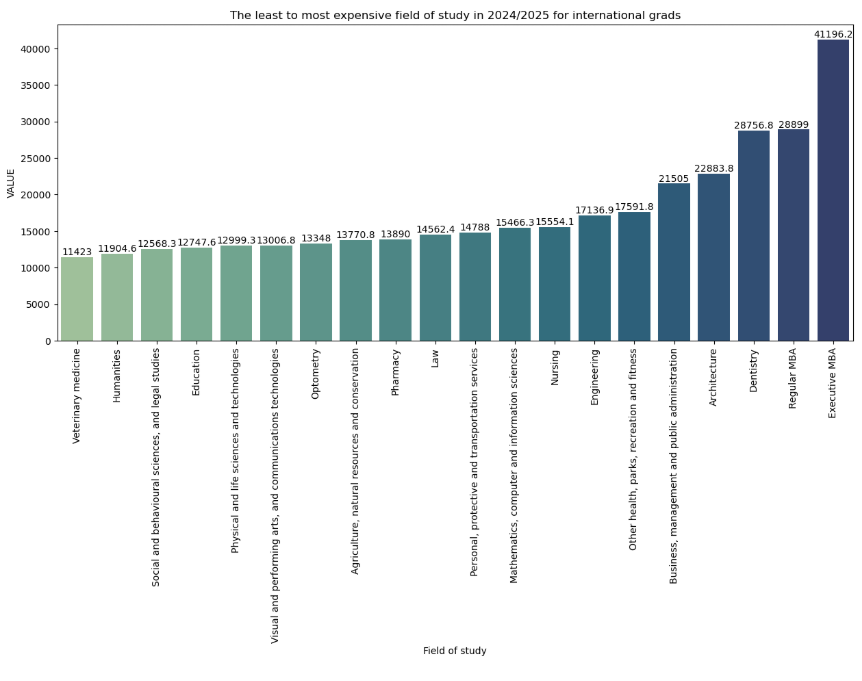 The least to most expensive field of study in 2024/2025 for international grads
VALUE
40000
35000
30000
25000
20000
15000
10000
5000
0
11423
11904.6
12568.3
12747.6
12999.3
13006.8
13348
13770.8
13890
14562.4
14788
15466.3
15554.1
17136.9
17591.8
21505
22883.8
28756.8
28899
41196.2
Veterinary medicine
Humanities
Social and behavioural sciences, and legal studies
Education
Physical and life sciences and technologies
Visual and performing arts, and communications technologies
Optometry
Agriculture, natural resources and conservation
Pharmacy
Law
Personal, protective and transportation services
Mathematics, computer and information sciences
Nursing
Engineering
Other health, parks, recreation and fitness
Business, management and public administration
Architecture
Dentistry
Regular MBA
Executive MBA
Field of study